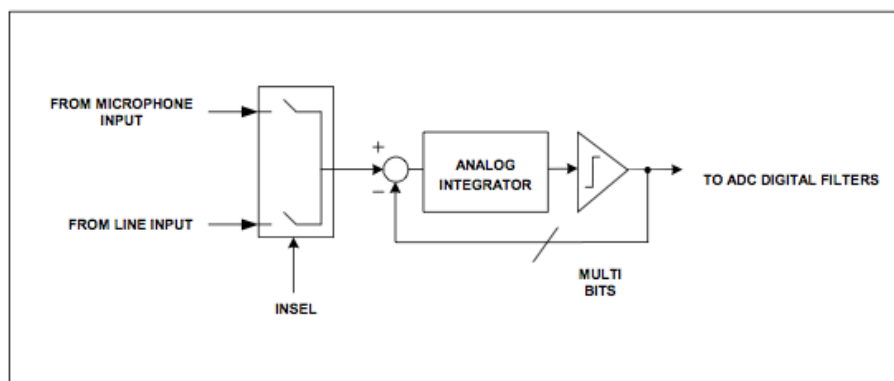 FROM MICROPHONE
INPUT
+
−
ANALOG
INTEGRATOR
TO ADC DIGITAL FILTERS
FROM LINE INPUT
MULTI
BITS
INSEL